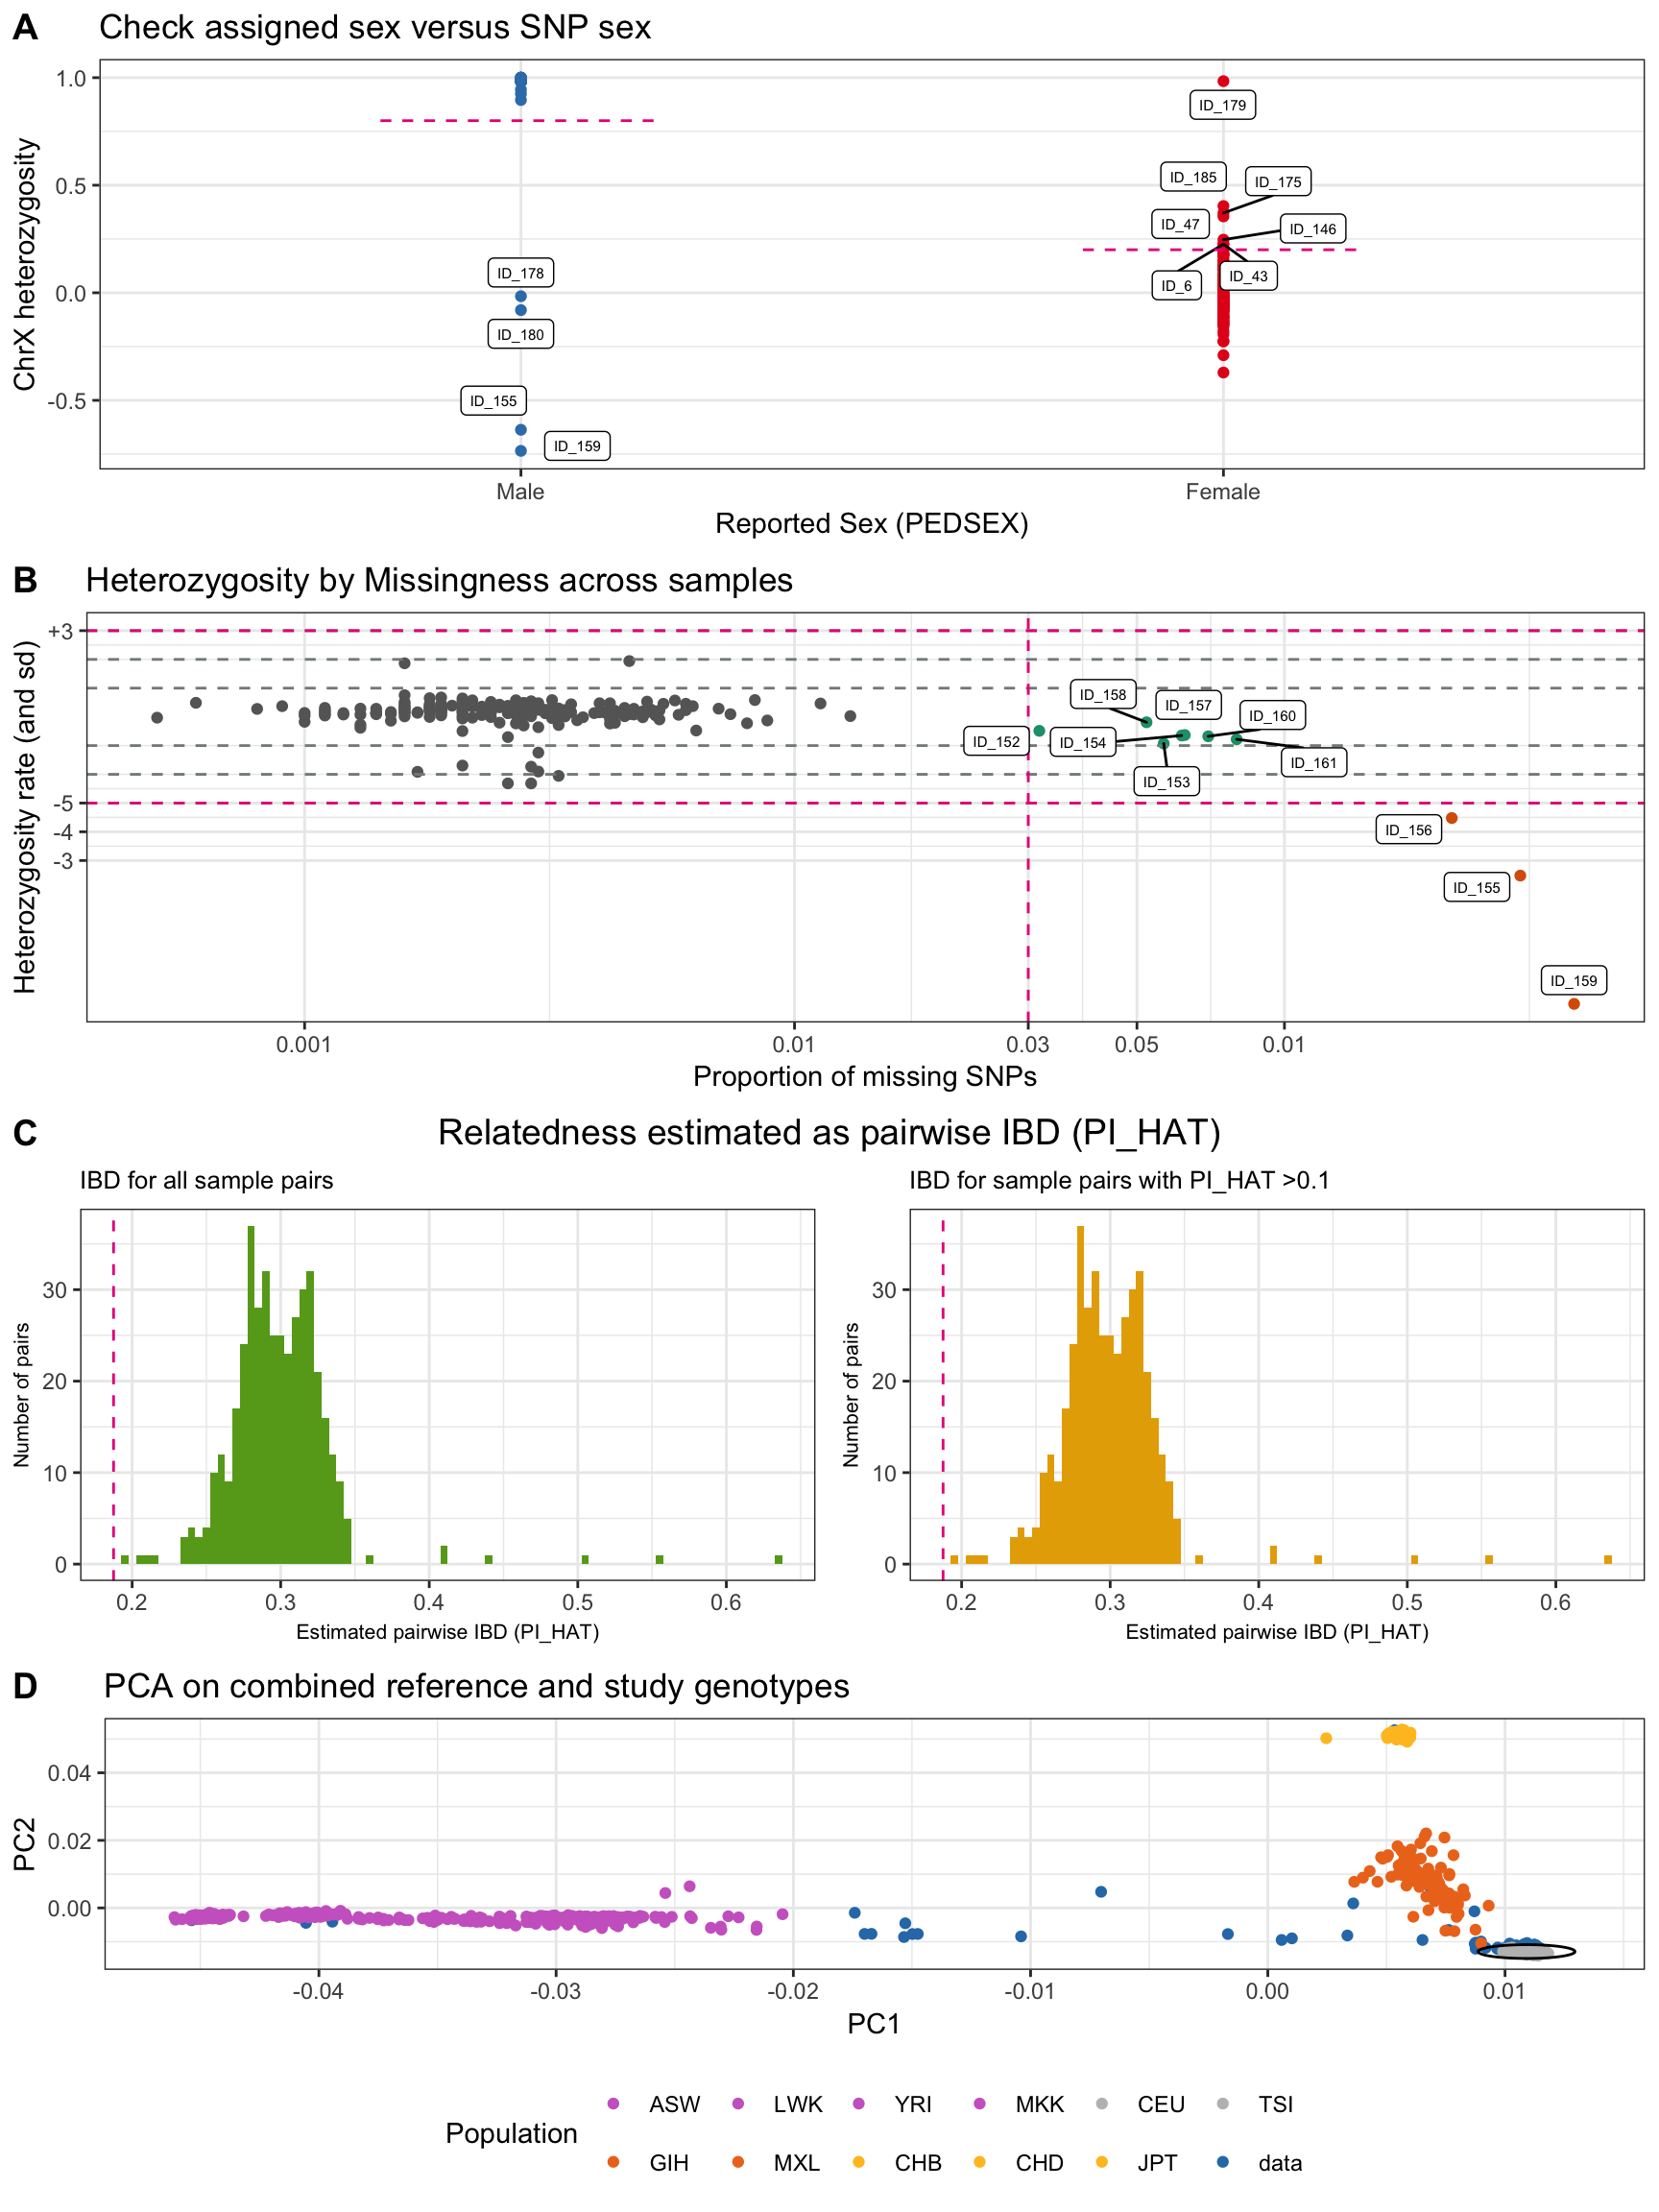 A Check assigned sex versus SNP sex
ChrX heterozygosity
1.0
0.5
0.0
-0.5
ID_179
ID_185
ID_175
ID_47
ID_146
ID_6
ID_43
ID_178
ID_180
ID_155
ID_159
Male
Female
Reported Sex (PEDSEX)
B Heterozygosity by Missingness across samples
Heterozygosity rate (and sd)
+3
-5
-4
-3
ID_158
ID_157
ID_160
ID_152
ID_154
ID_161
ID_153
ID_156
ID_155
ID_159
0.001
0.01
0.03
0.05
0.01
Proportion of missing SNPs
C Relatedness estimated as pairwise IBD (PI_HAT)
IBD for all sample pairs
Number of pairs
30
20
10
0
0.2
0.3
0.4
0.5
0.6
Estimated pairwise IBD (PI_HAT)
IBD for sample pairs with PI_HAT >0.1
Number of pairs
30
20
10
0
0.2
0.3
0.4
0.5
0.6
Estimated pairwise IBD (PI_HAT)
D PCA on combined reference and study genotypes
PC2
0.04
0.02
0.00
-0.04
-0.03
-0.02
-0.01
0.00
0.01
PC1
Population
ASW
LWK
YRI
MKK
CEU
TSI
GIH
MXL
CHB
CHD
JPT
data